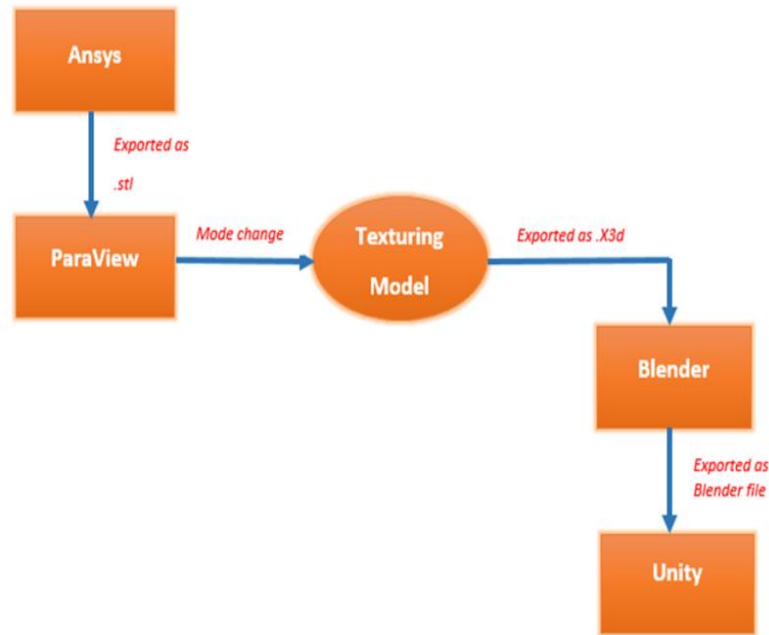 Ansys
Exported as
.stl
ParaView
Mode change
Texturing
Model
Exported as .X3d
Blender
Exported as
Blender file
Unity